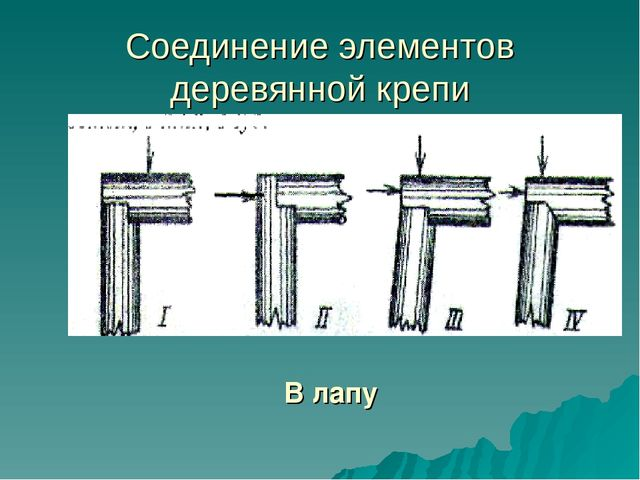 Соединение элементов
деревянной крепи
I II III IV
В лапу